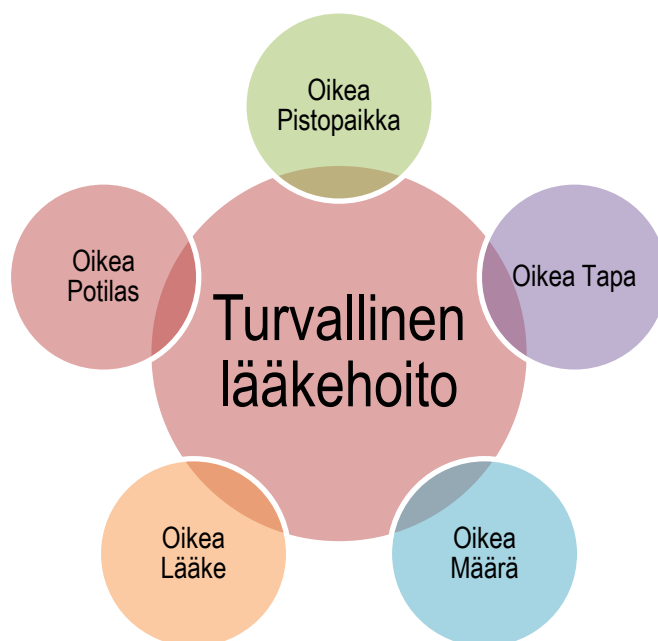 Oikea
Pistopaikka
Oikea
Potilas
Oikea Tapa
Turvallinen
lääkehoito
Oikea
Lääke
Oikea
Määrä